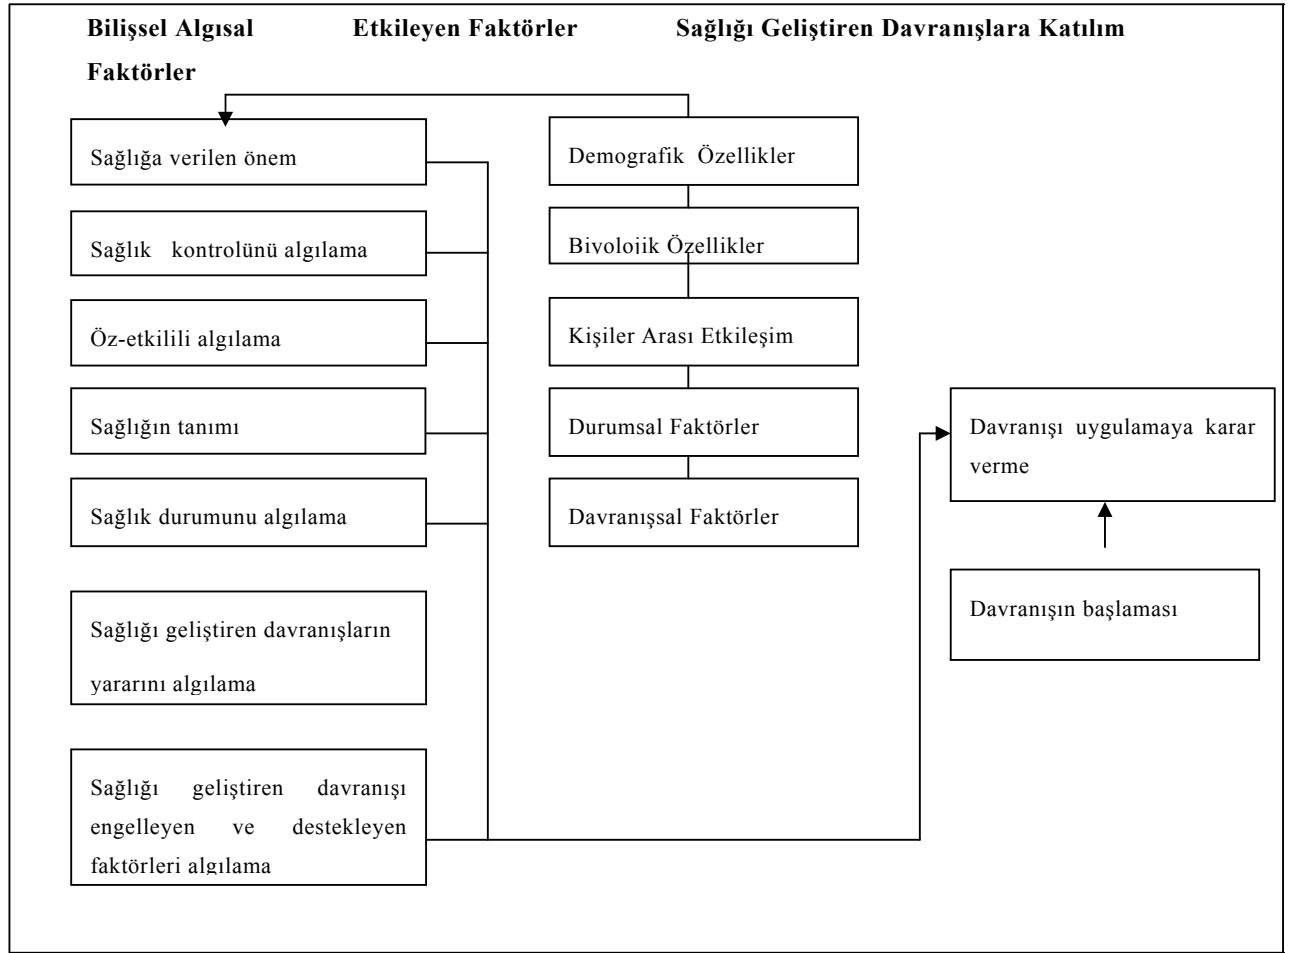 Bilişsel Algısal Faktörler
Etkileyen Faktörler
Sağlığı Geliştiren Davranışlara Katılım
Sağlığa verilen önem
Sağlık kontrolünü algılama
Öz-etkilili algılama
Sağlığın tanımı
Sağlık durumunu algılama
Sağlığı geliştiren davranışların
yararını algılama
Sağlığı geliştiren davranışı
engelleyen ve destekleyen
faktörleri algılama
Demografik Özellikler
Bivolojik Özellikler
Kişiler Arası Etkileşim
Durumsal Faktörler
Davranışsal Faktörler
Davranışı uygulamaya karar
verme
Davranışın başlaması